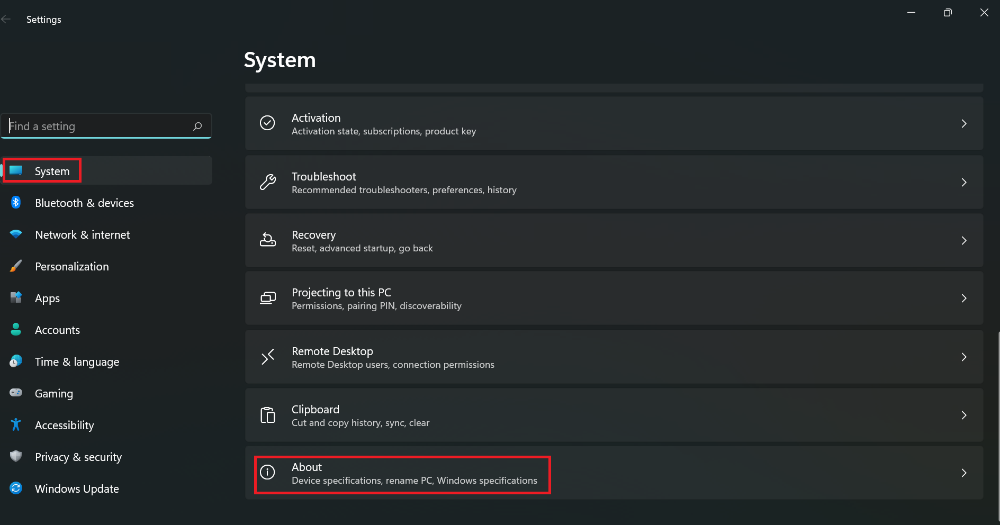 Settings
System
Find a setting
System
Bluetooth & devices
Network & internet
Personalization
Apps
Accounts
Time & language
Gaming
Accessibility
Privacy & security
Windows Update
Activation
Activation state, subscriptions, product key
Troubleshoot
Recommended troubleshooters, preferences, history
Recovery
Reset, advanced startup, go back
Projecting to this PC
Permissions, pairing PIN, discoverability
Remote Desktop
Remote Desktop users, connection permissions
Clipboard
Cut and copy history, sync, clear
About
Device specifications, rename PC, Windows specifications